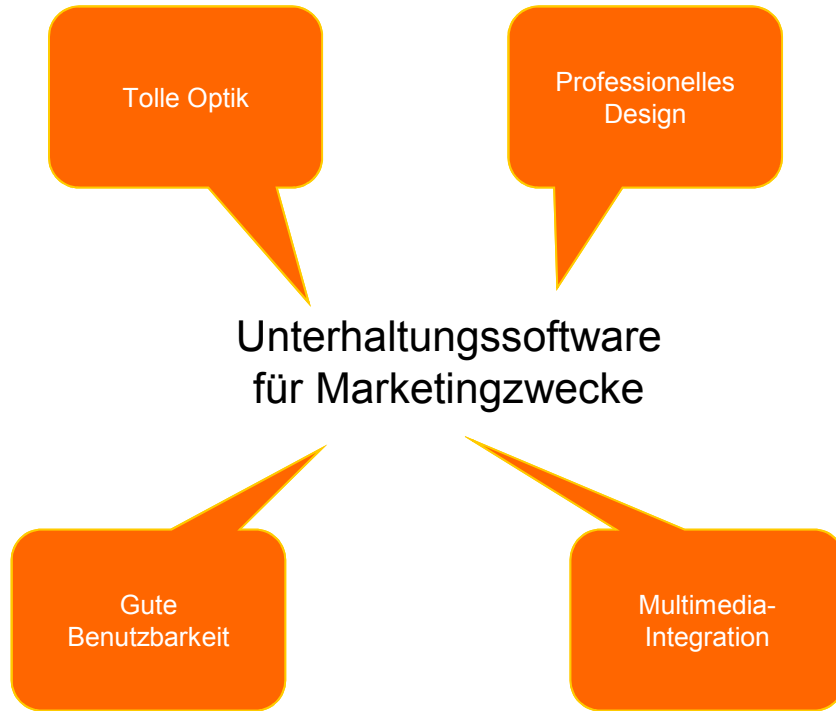 Tolle Optik
Professionelles
Design
Unterhaltungssoftware
für Marketingzwecke
Gute
Benutzbarkeit
Multimedia-
Integration